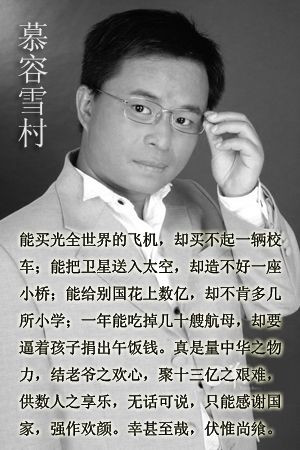 慕容雪村
能买光全世界的飞机，却买不起一辆校
车；能把卫星送入太空，却造不好一座
小桥；能给别国花上数亿，却不肯多几
所小学；一年能吃掉几十艘航母，却要
逼着孩子捐出午饭钱。真是量中华之物
力，结老爷之欢心，聚十三亿之艰难，
供数人之享乐，无话可说，只能感谢国
家，强作欢颜。幸甚至哉，伏惟尚飨。